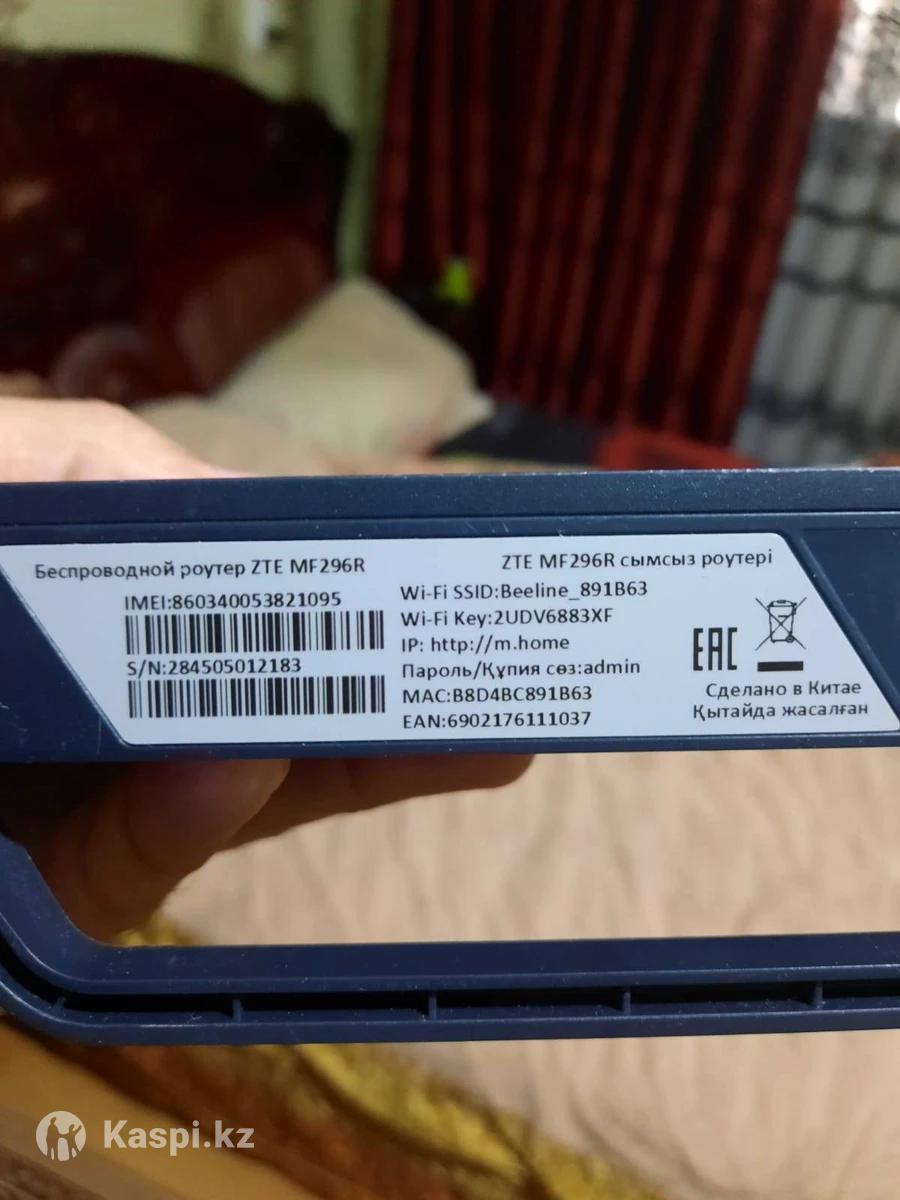 Беспроводной роутер ZTE MF296R
ZTE MF296R сымсыз роутері
IMEI:860340053821095
S/N:284505012183
Wi-Fi SSID:Beeline_891B63
Wi-Fi Key:2UDV6883XF
IP: http://m.home
Пароль/Құпия сөз:admin
MAC:B8D4BC891B63
EAN:6902176111037
EAC
Сделано в Китае
Қытайда жасалған
Kaspi.kz